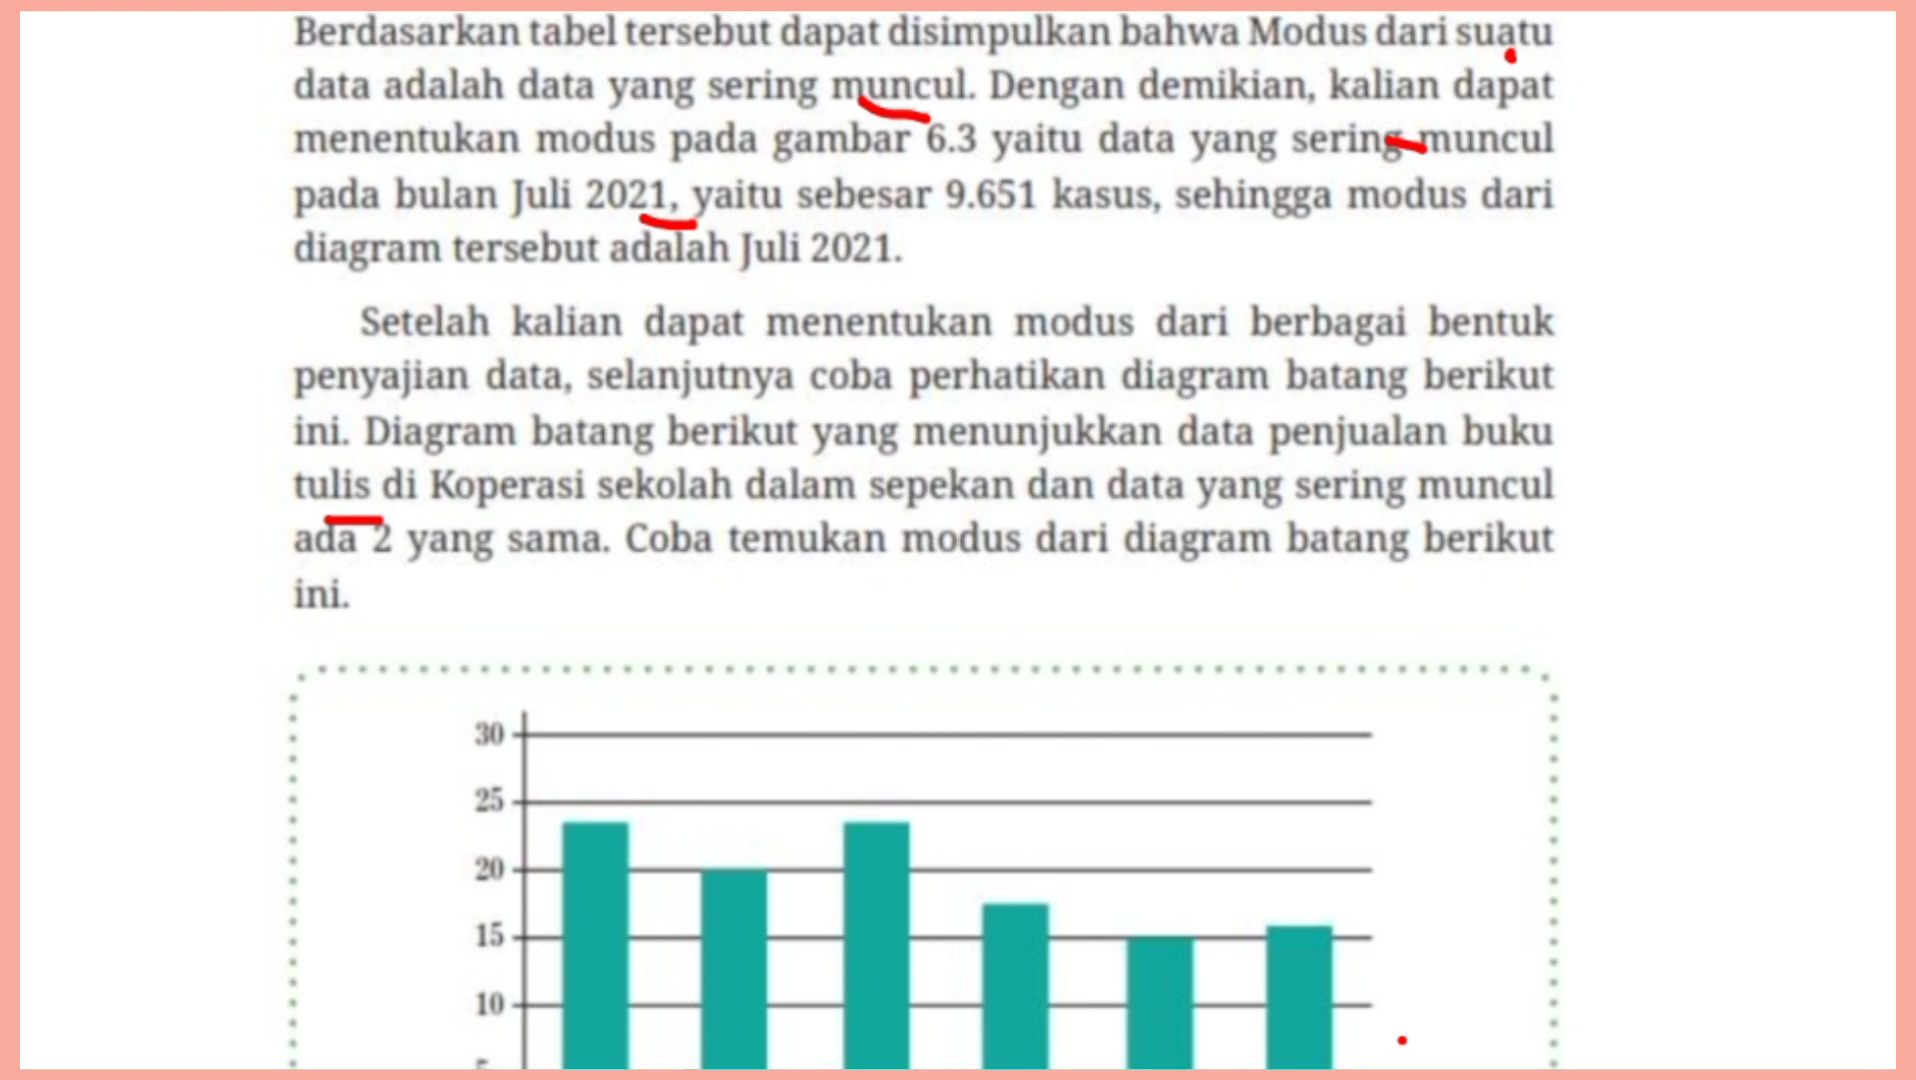 Berdasarkan tabel tersebut dapat disimpulkan bahwa Modus dari suatu
data adalah data yang sering muncul. Dengan demikian, kalian dapat
menentukan modus pada gambar 6.3 yaitu data yang sering muncul
pada bulan Juli 2021, yaitu sebesar 9.651 kasus, sehingga modus dari
diagram tersebut adalah Juli 2021.
Setelah kalian dapat menentukan modus dari berbagai bentuk
penyajian data, selanjutnya coba perhatikan diagram batang berikut
ini. Diagram batang berikut yang menunjukkan data penjualan buku
tulis di Koperasi sekolah dalam sepekan dan data yang sering muncul
ada 2 yang sama. Coba temukan modus dari diagram batang berikut
ini.
30
25
20
15
10